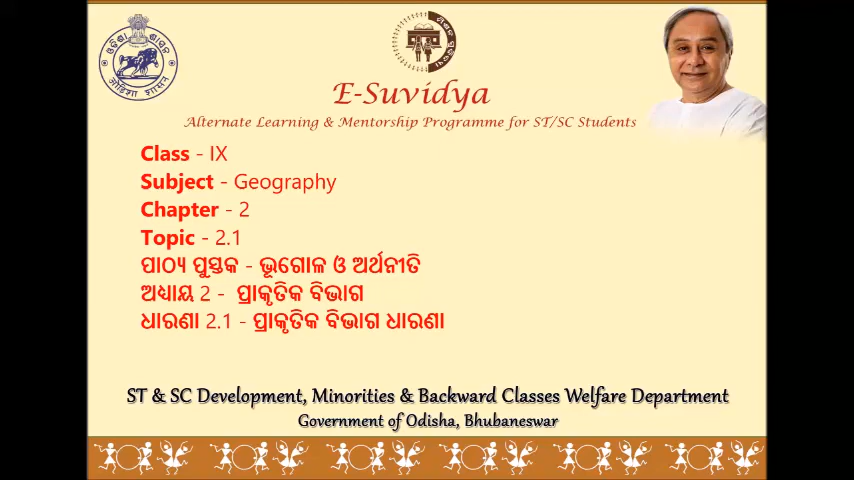 E-Suvidya
Alternate Learning & Mentorship Programme for ST/SC Students
Class - IX
Subject - Geography
Chapter - 2
Topic - 2.1
ପାଠ୍ୟ ପୁସ୍ତକ - ଭୂଗୋଳ ଓ ଅର୍ଥନୀତି
ଅଧ୍ୟାୟ 2 - ପ୍ରାକୃତିକ ବିଭାଗ
ଧାରଣା 2.1 - ପ୍ରାକୃତିକ ବିଭାଗ ଧାରଣା
ST & SC Development, Minorities & Backward Classes Welfare Department
Government of Odisha, Bhubaneswar